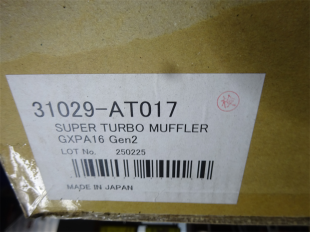 31029-AT017
SUPER TURBO MUFFLER
GXPA16 Gen2
LOT No. 250225
MADE IN JAPAN